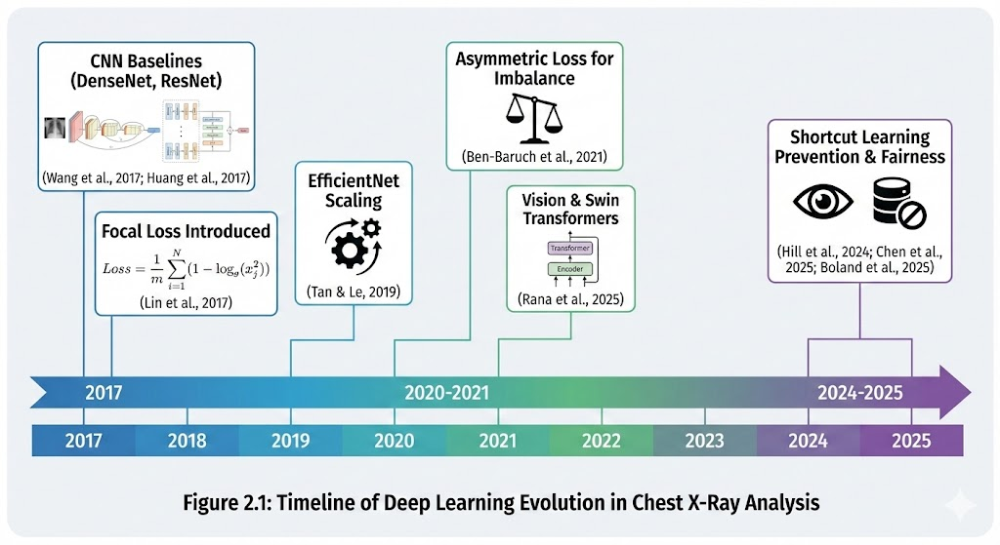 CNN Baselines
(DenseNet, ResNet)
(Wang et al., 2017; Huang et al., 2017)
Focal Loss Introduced
Loss = 1/m ∑_{i=1}^{N} (1 − log_g(x_j^2))
(Lin et al., 2017)
EfficientNet
Scaling
(Tan & Le, 2019)
Asymmetric Loss for
Imbalance
(Ben-Baruch et al., 2021)
Vision & Swin
Transformers
Transformer
Encoder
(Rana et al., 2025)
Shortcut Learning
Prevention & Fairness
(Hill et al., 2024; Chen et al.,
2025; Boland et al., 2025)
2017 2020-2021 2024-2025
2017 2018 2019 2020 2021 2022 2023 2024 2025
Figure 2.1: Timeline of Deep Learning Evolution in Chest X-Ray Analysis